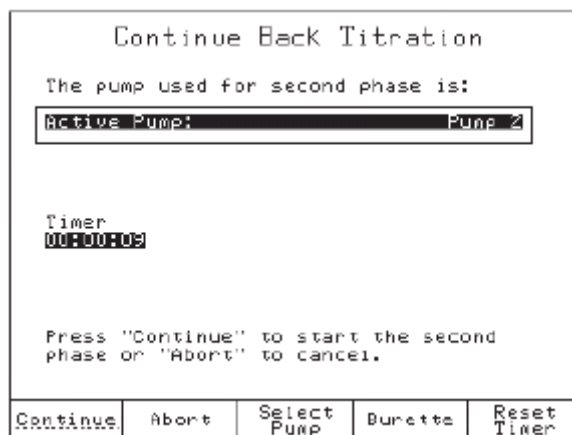 Continue Back Titration
The pump used for second phase is:
Active Pump: Pump 2
Timer
00:00:09
Press "Continue" to start the second
phase or "Abort" to cancel.
Continue Abort Select Pump Burette Reset Timer